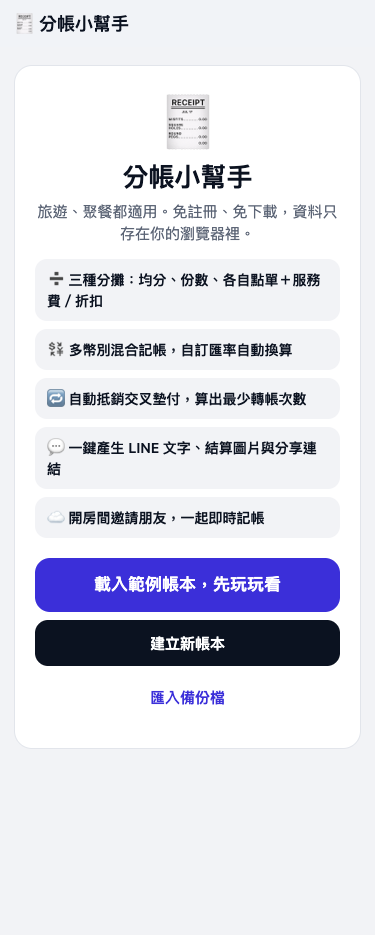 分帳小幫手
RECEIPT
分帳小幫手
旅遊、聚餐都適用。免註冊、免下載，資料只
存在你的瀏覽器裡。
三種分攤：均分、份數、各自點單＋服務
費 / 折扣
多幣別混合記帳，自訂匯率自動換算
自動抵銷交叉墊付，算出最少轉帳次數
一鍵產生 LINE 文字、結算圖片與分享連
結
開房間邀請朋友，一起即時記帳
載入範例帳本，先玩玩看
建立新帳本
匯入備份檔